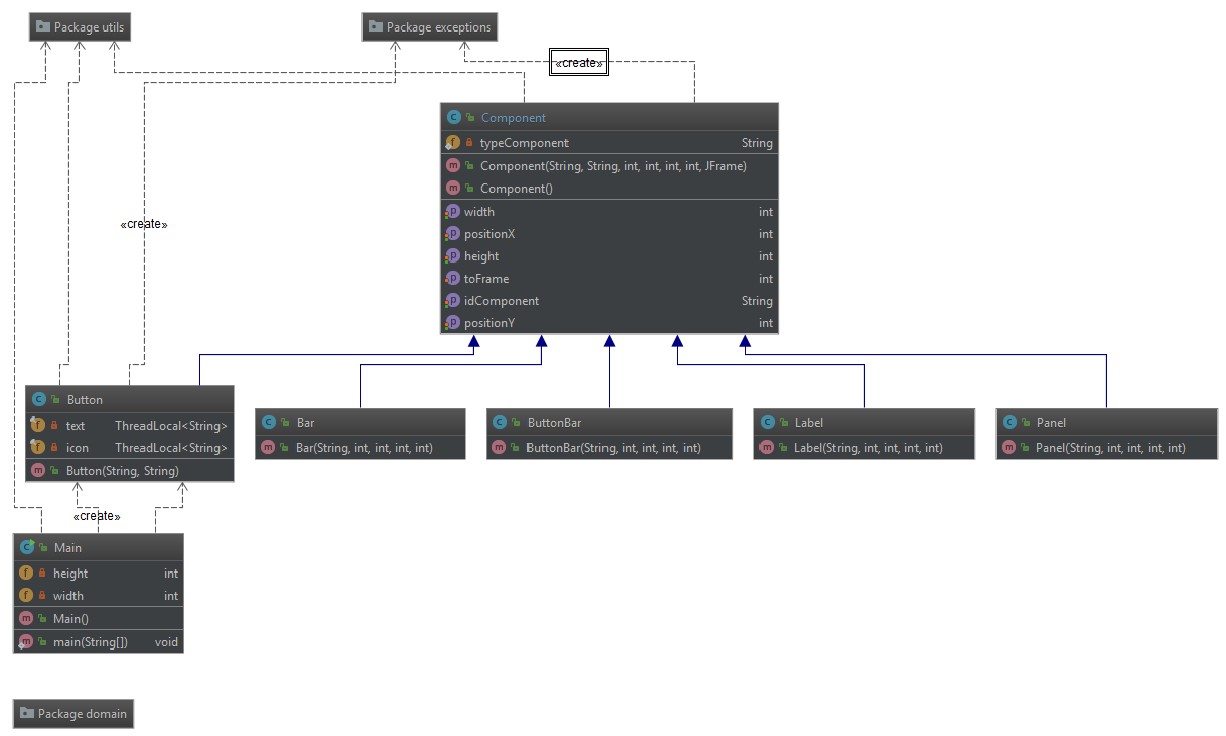 Package utils
Package exceptions
«create»
Component
typeComponent String
Component(String, String, int, int, int, int, JFrame)
Component()
width int
positionX int
height int
toFrame int
idComponent String
positionY int
«create»
Button
text ThreadLocal<String>
icon ThreadLocal<String>
Button(String, String)
Bar
Bar(String, int, int, int, int)
ButtonBar
ButtonBar(String, int, int, int, int)
Label
Label(String, int, int, int, int)
Panel
Panel(String, int, int, int, int)
«create»
Main
height int
width int
Main()
main(String[]) void
Package domain